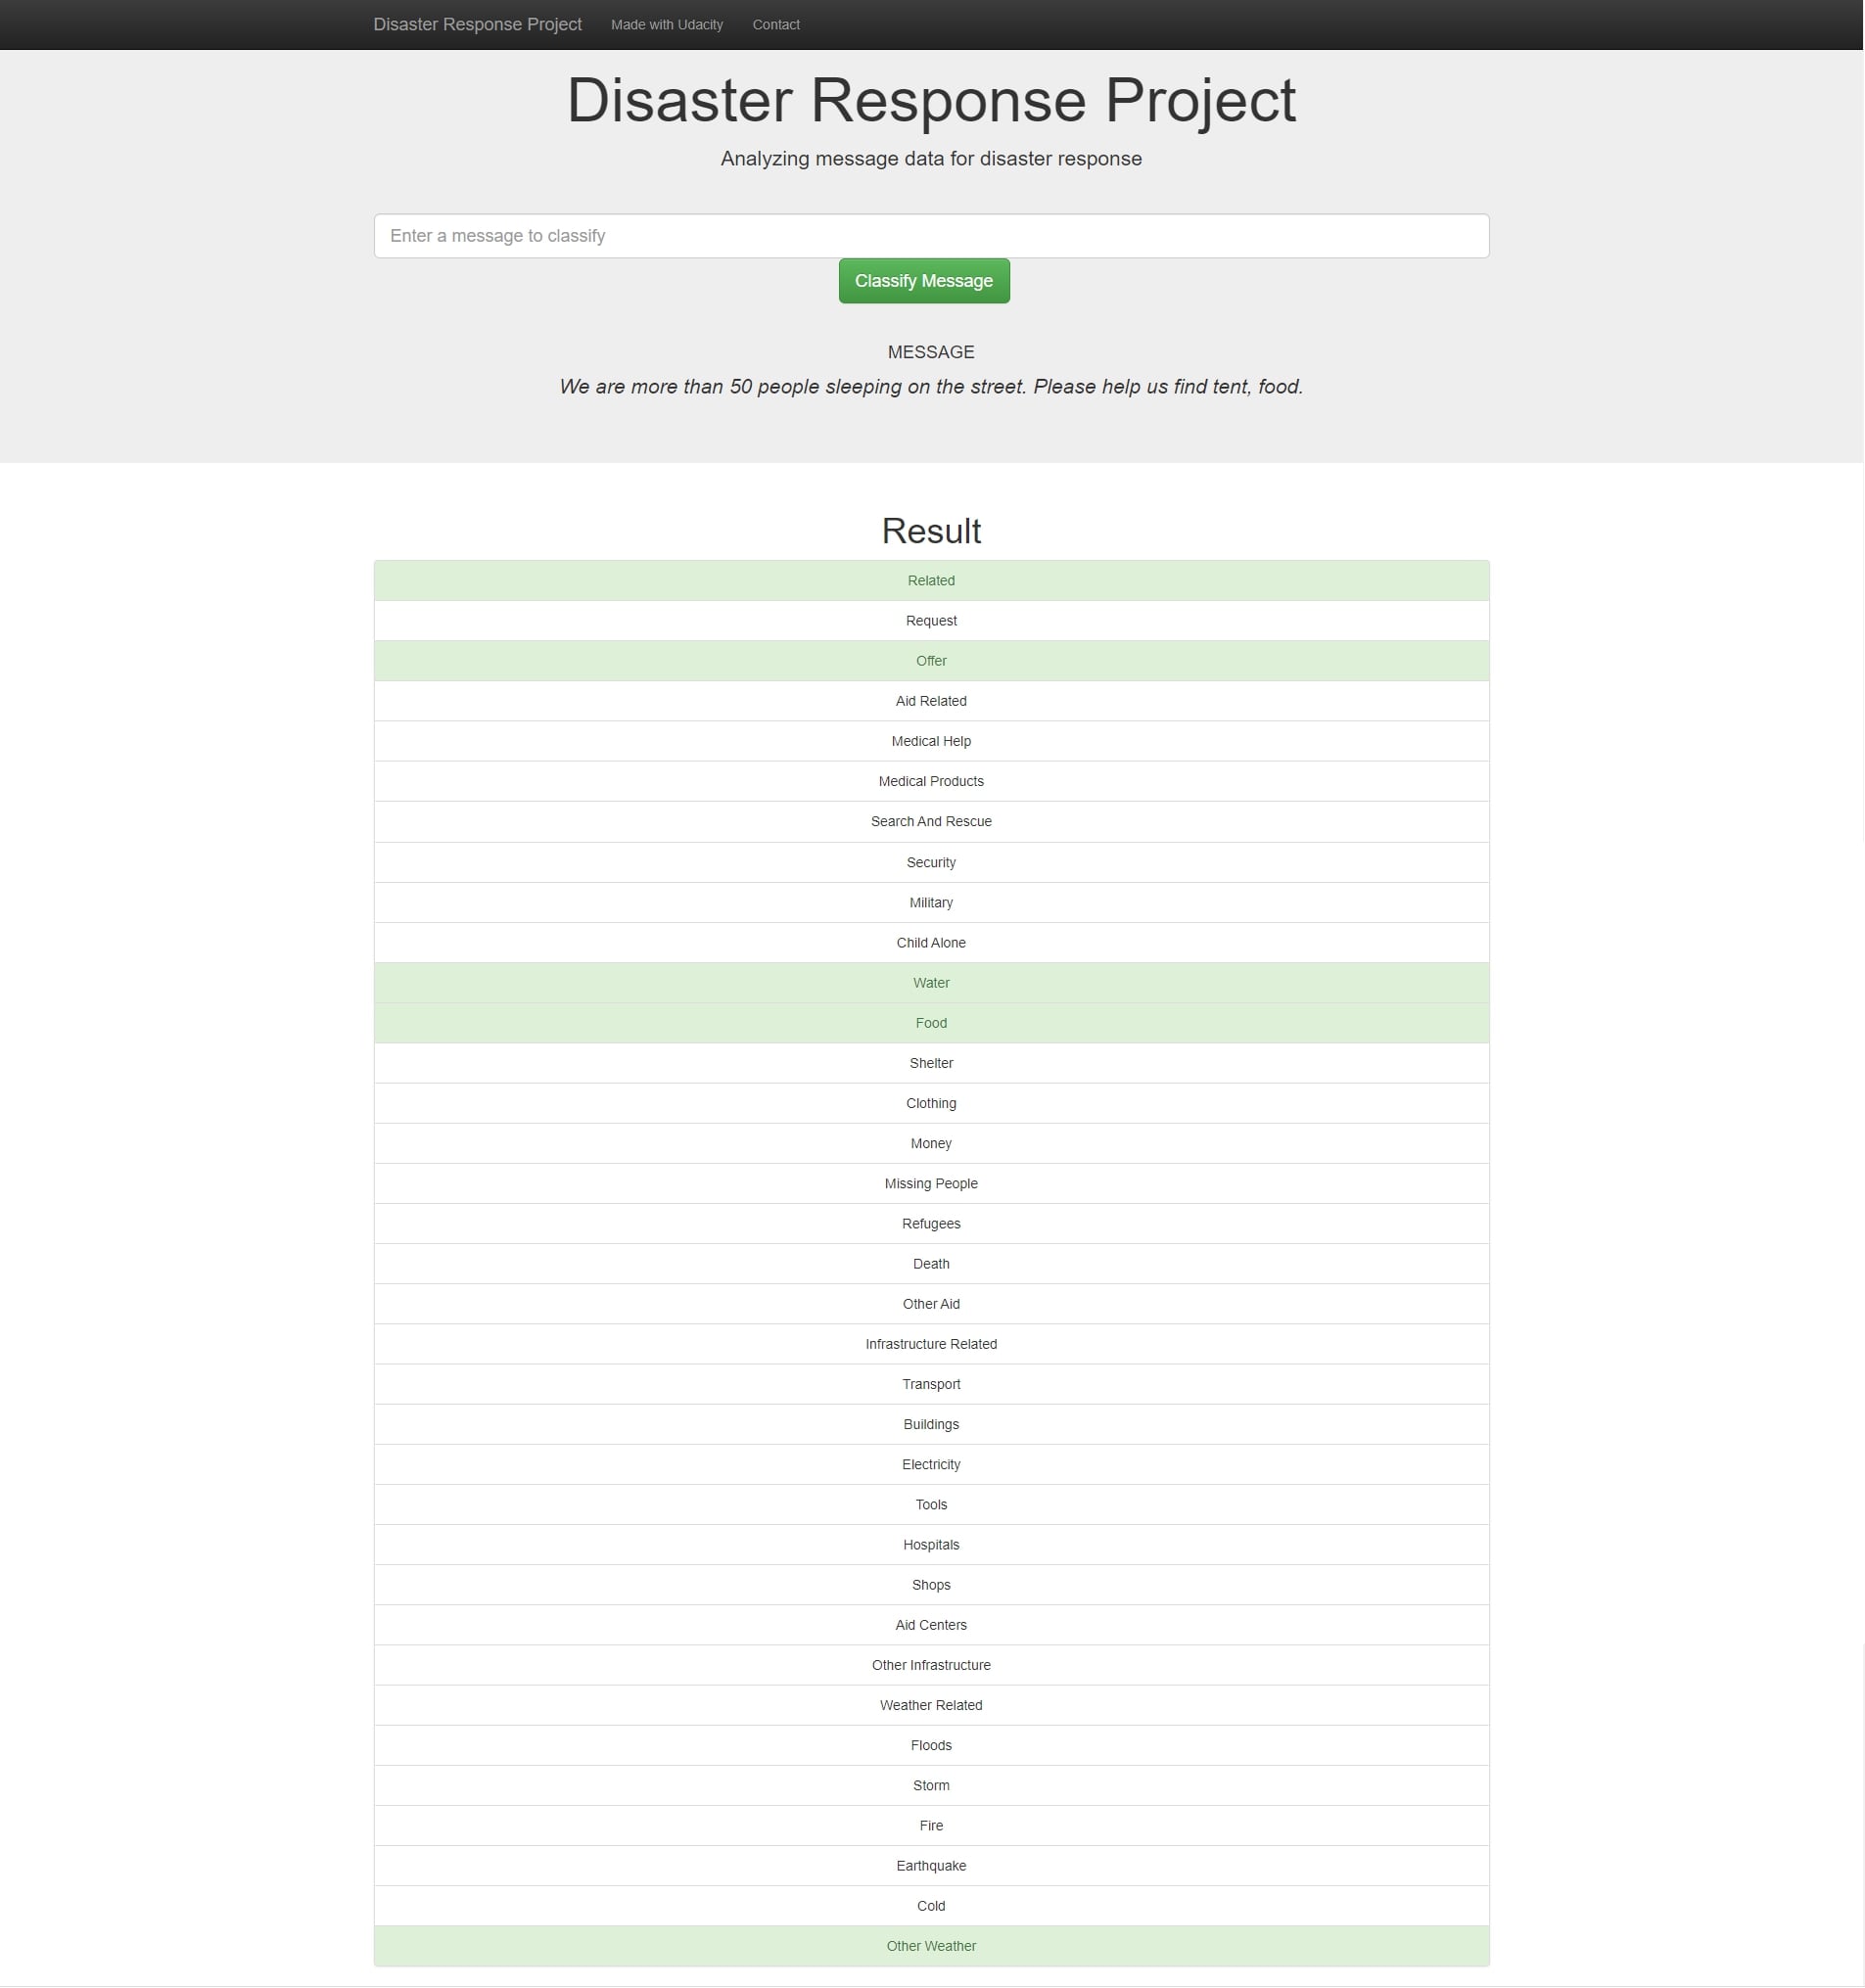 Disaster Response Project Made with Udacity Contact
Disaster Response Project
Analyzing message data for disaster response
Enter a message to classify
Classify Message
MESSAGE
We are more than 50 people sleeping on the street. Please help us find tent, food.
Result
Related
Request
Offer
Aid Related
Medical Help
Medical Products
Search And Rescue
Security
Military
Child Alone
Water
Food
Shelter
Clothing
Money
Missing People
Refugees
Death
Other Aid
Infrastructure Related
Transport
Buildings
Electricity
Tools
Hospitals
Shops
Aid Centers
Other Infrastructure
Weather Related
Floods
Storm
Fire
Earthquake
Cold
Other Weather